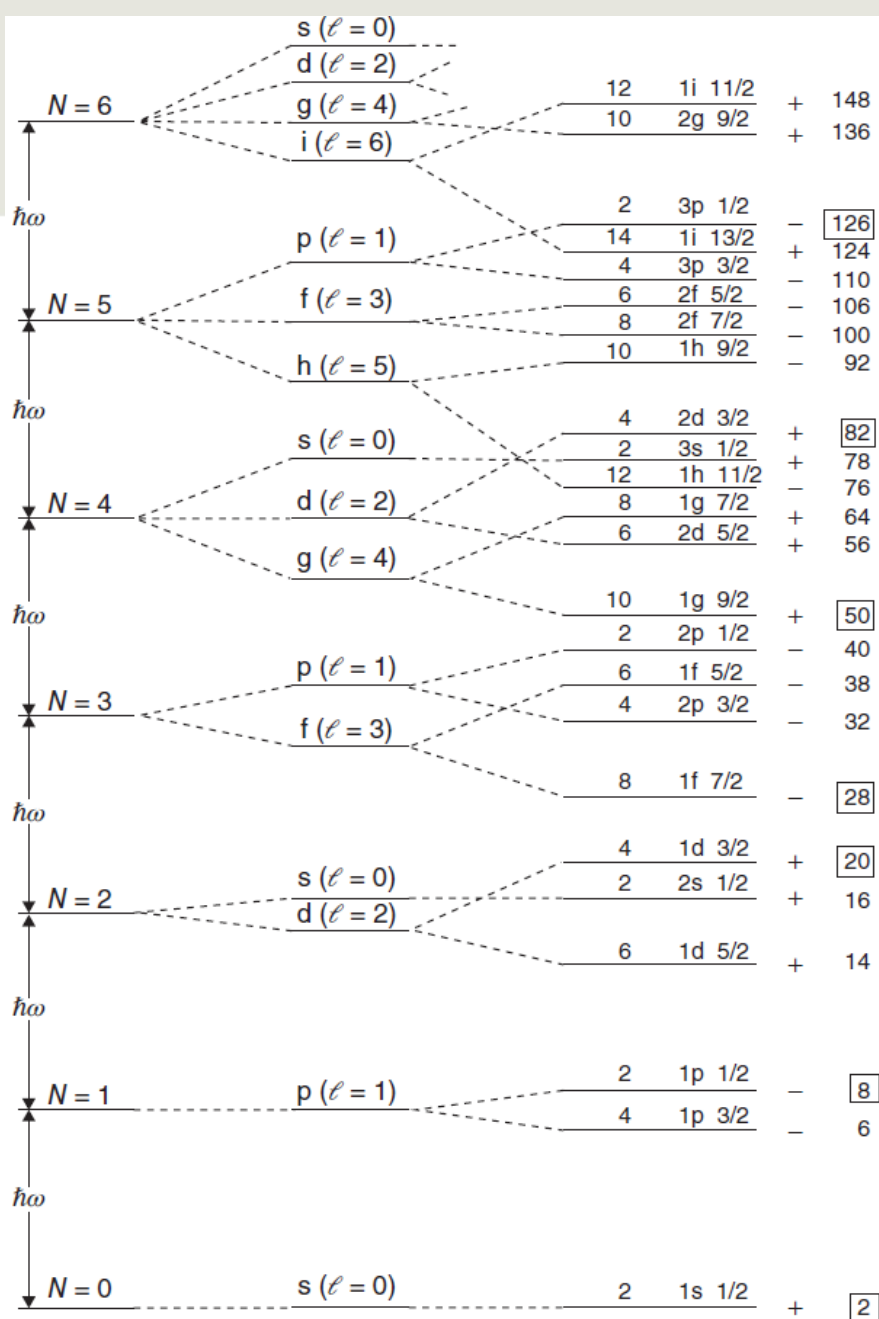 s (ℓ = 0)
d (ℓ = 2)
N = 6 g (ℓ = 4) 12 1i 11/2 + 148
i (ℓ = 6) 10 2g 9/2 + 136
ħω
2 3p 1/2 − 126
p (ℓ = 1) 14 1i 13/2 + 124
4 3p 3/2 − 110
N = 5 f (ℓ = 3) 6 2f 5/2 − 106
8 2f 7/2 − 100
h (ℓ = 5) 10 1h 9/2 − 92
ħω
4 2d 3/2 + 82
s (ℓ = 0) 2 3s 1/2 + 78
12 1h 11/2 − 76
N = 4 d (ℓ = 2) 8 1g 7/2 + 64
6 2d 5/2 + 56
g (ℓ = 4)
ħω
10 1g 9/2 + 50
2 2p 1/2 − 40
p (ℓ = 1) 6 1f 5/2 − 38
N = 3 4 2p 3/2 − 32
f (ℓ = 3)
8 1f 7/2 − 28
ħω
4 1d 3/2 + 20
s (ℓ = 0) 2 2s 1/2 + 16
N = 2 d (ℓ = 2)
6 1d 5/2 + 14
ħω
2 1p 1/2 − 8
N = 1 p (ℓ = 1) 4 1p 3/2 − 6
ħω
N = 0 s (ℓ = 0) 2 1s 1/2 + 2